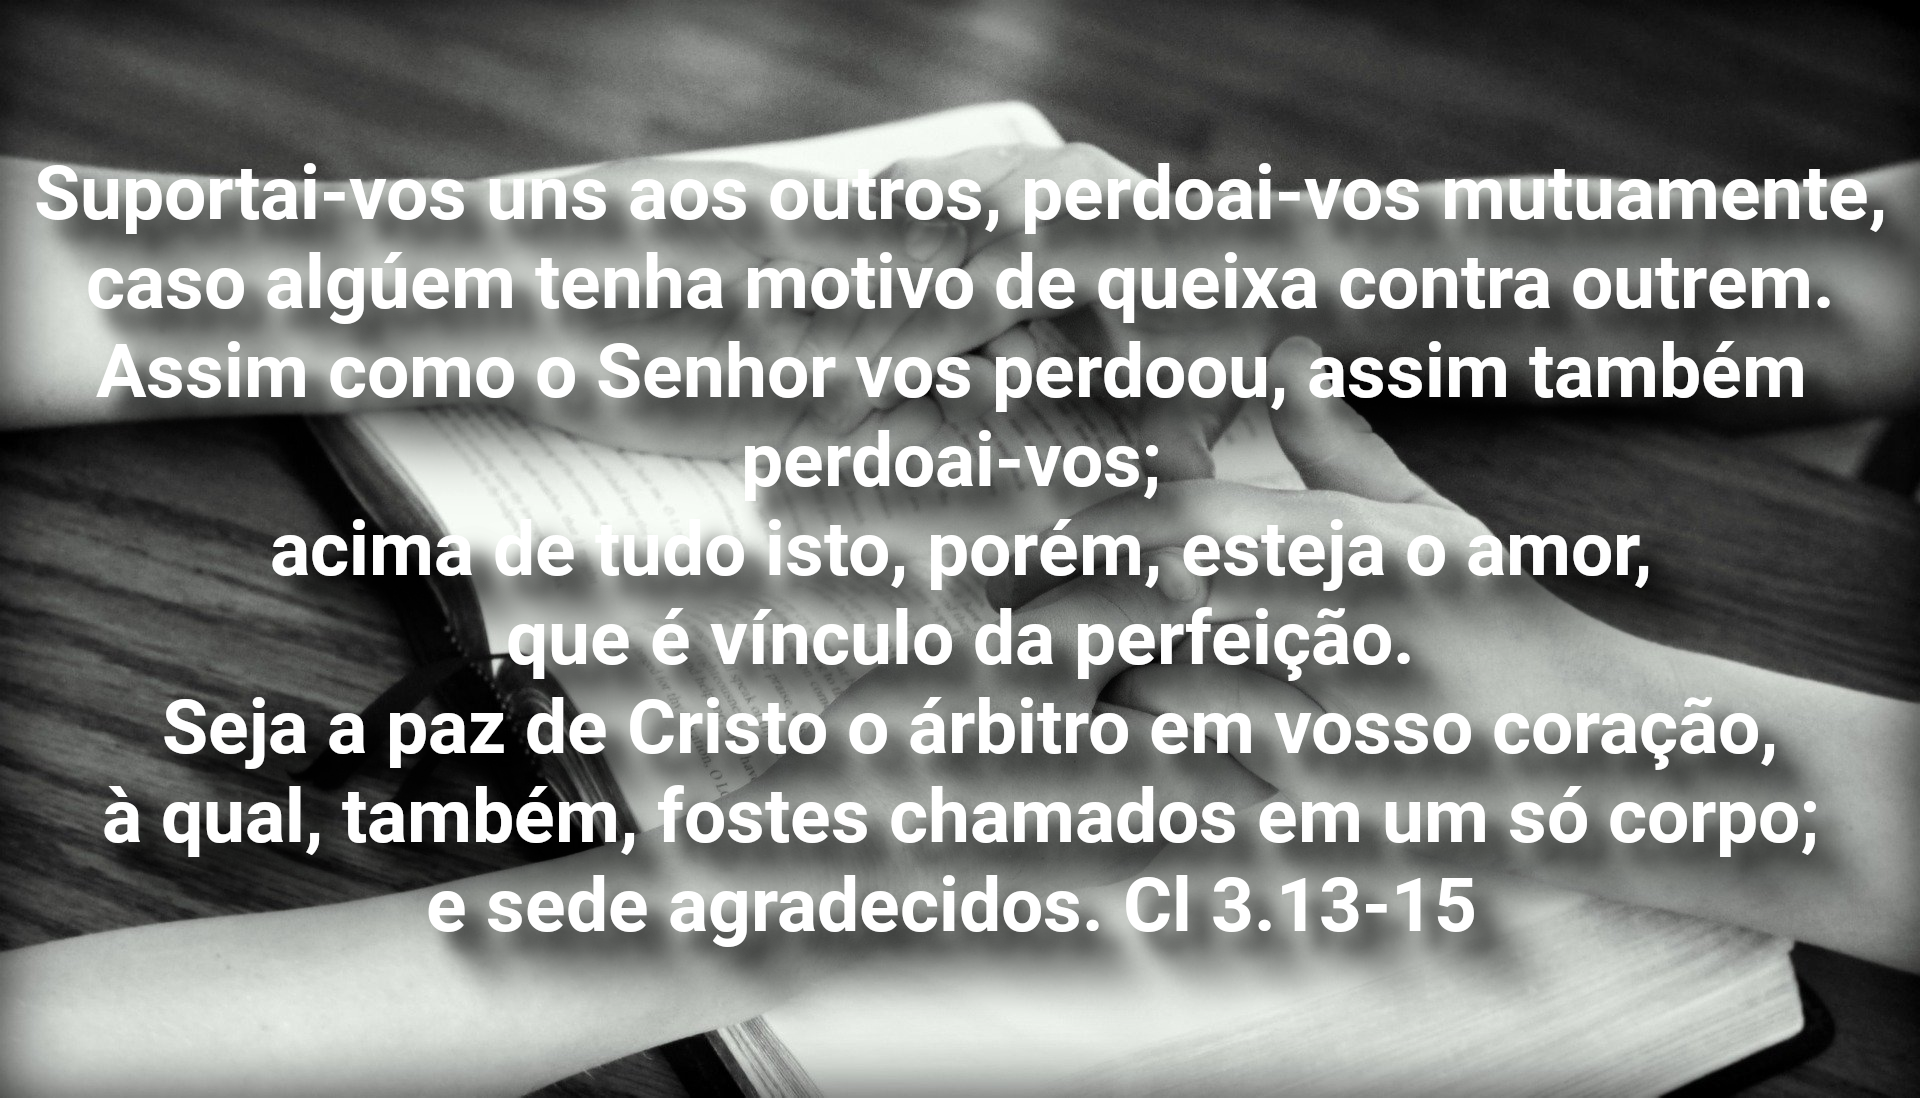 Suportai-vos uns aos outros, perdoai-vos mutuamente,
caso algúem tenha motivo de queixa contra outrem.
Assim como o Senhor vos perdoou, assim também
perdoai-vos;
acima de tudo isto, porém, esteja o amor,
que é vínculo da perfeição.
Seja a paz de Cristo o árbitro em vosso coração,
à qual, também, fostes chamados em um só corpo;
e sede agradecidos. Cl 3.13-15